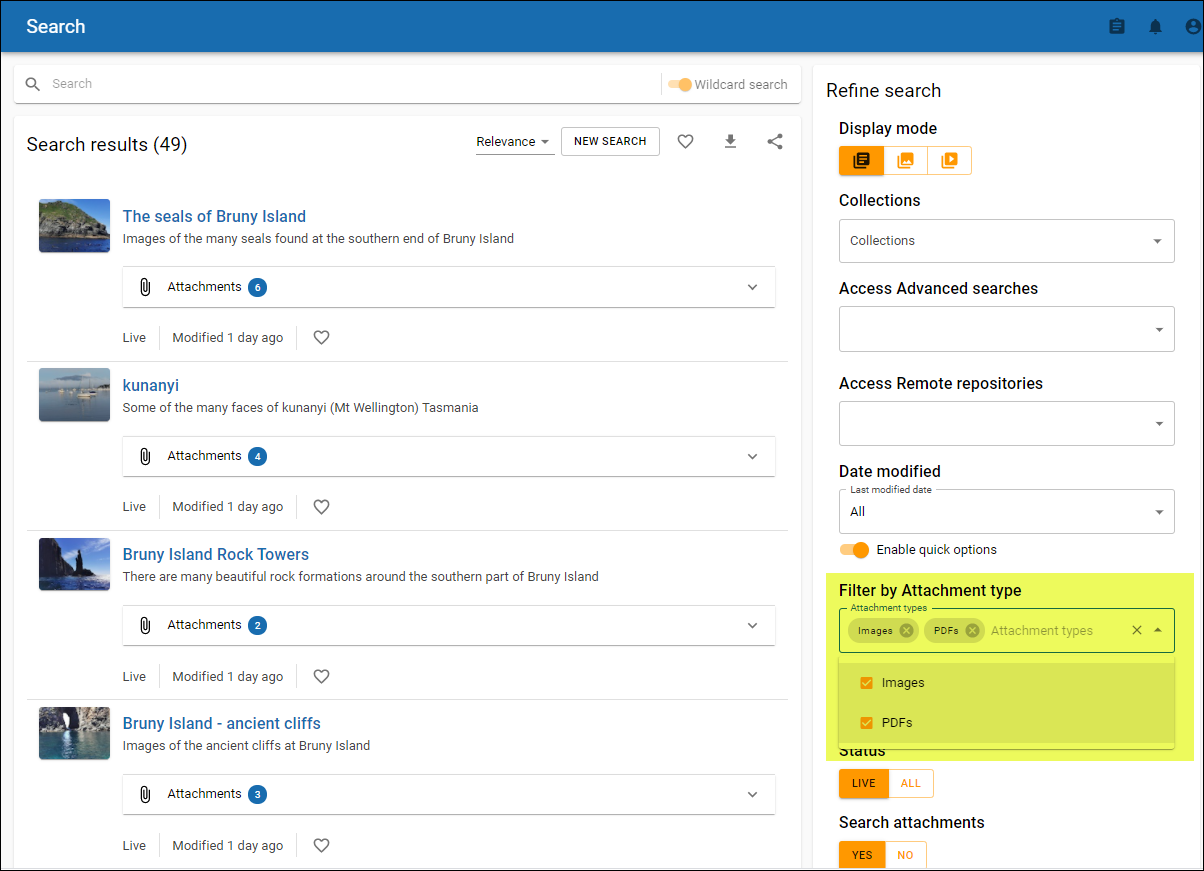 Search
Search
Wildcard search
Search results (49)
Relevance
NEW SEARCH
The seals of Bruny Island
Images of the many seals found at the southern end of Bruny Island
Attachments 6
Live
Modified 1 day ago
kunanyi
Some of the many faces of kunanyi (Mt Wellington) Tasmania
Attachments 4
Live
Modified 1 day ago
Bruny Island Rock Towers
There are many beautiful rock formations around the southern part of Bruny Island
Attachments 2
Live
Modified 1 day ago
Bruny Island - ancient cliffs
Images of the ancient cliffs at Bruny Island
Attachments 3
Live
Modified 1 day ago
Refine search
Display mode
Collections
Collections
Access Advanced searches
Access Remote repositories
Date modified
Last modified date
All
Enable quick options
Filter by Attachment type
Attachment types
Images PDFs Attachment types
Images
PDFs
Status
LIVE ALL
Search attachments
YES NO